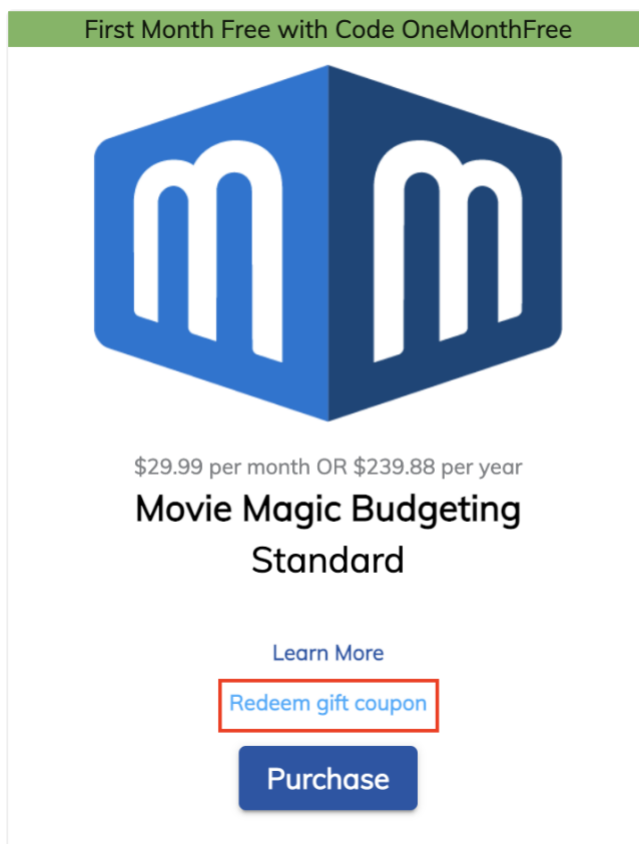 First Month Free with Code OneMonthFree
mm
$29.99 per month OR $239.88 per year
Movie Magic Budgeting
Standard
Learn More
Redeem gift coupon
Purchase